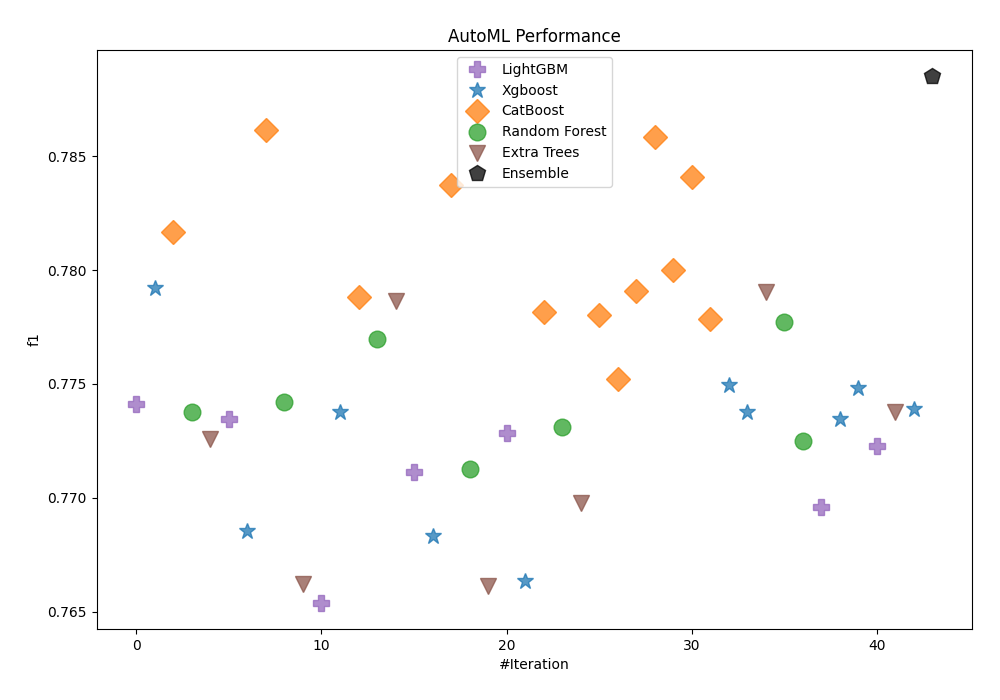 AutoML Performance
LightGBM
Xgboost
CatBoost
Random Forest
Extra Trees
Ensemble
f1
0.785
0.780
0.775
0.770
0.765
0 10 20 30 40
#Iteration